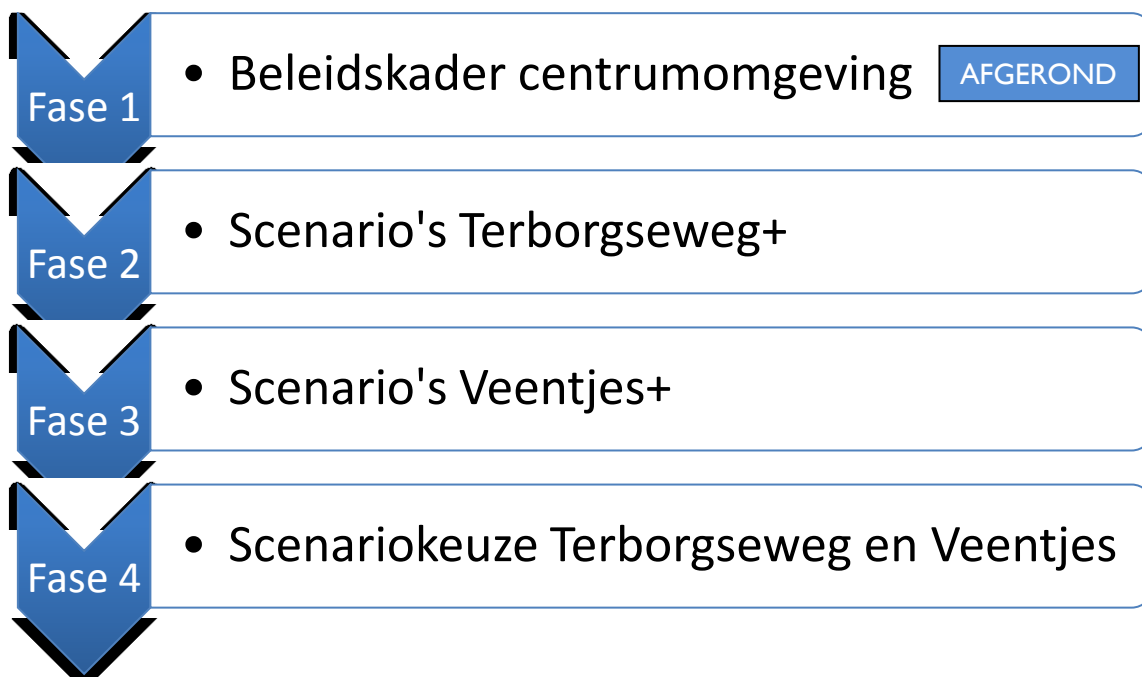 Fase 1
• Beleidskader centrumomgeving
AFGEROND
Fase 2
• Scenario's Terborgseweg+
Fase 3
• Scenario's Veentjes+
Fase 4
• Scenariokeuze Terborgseweg en Veentjes